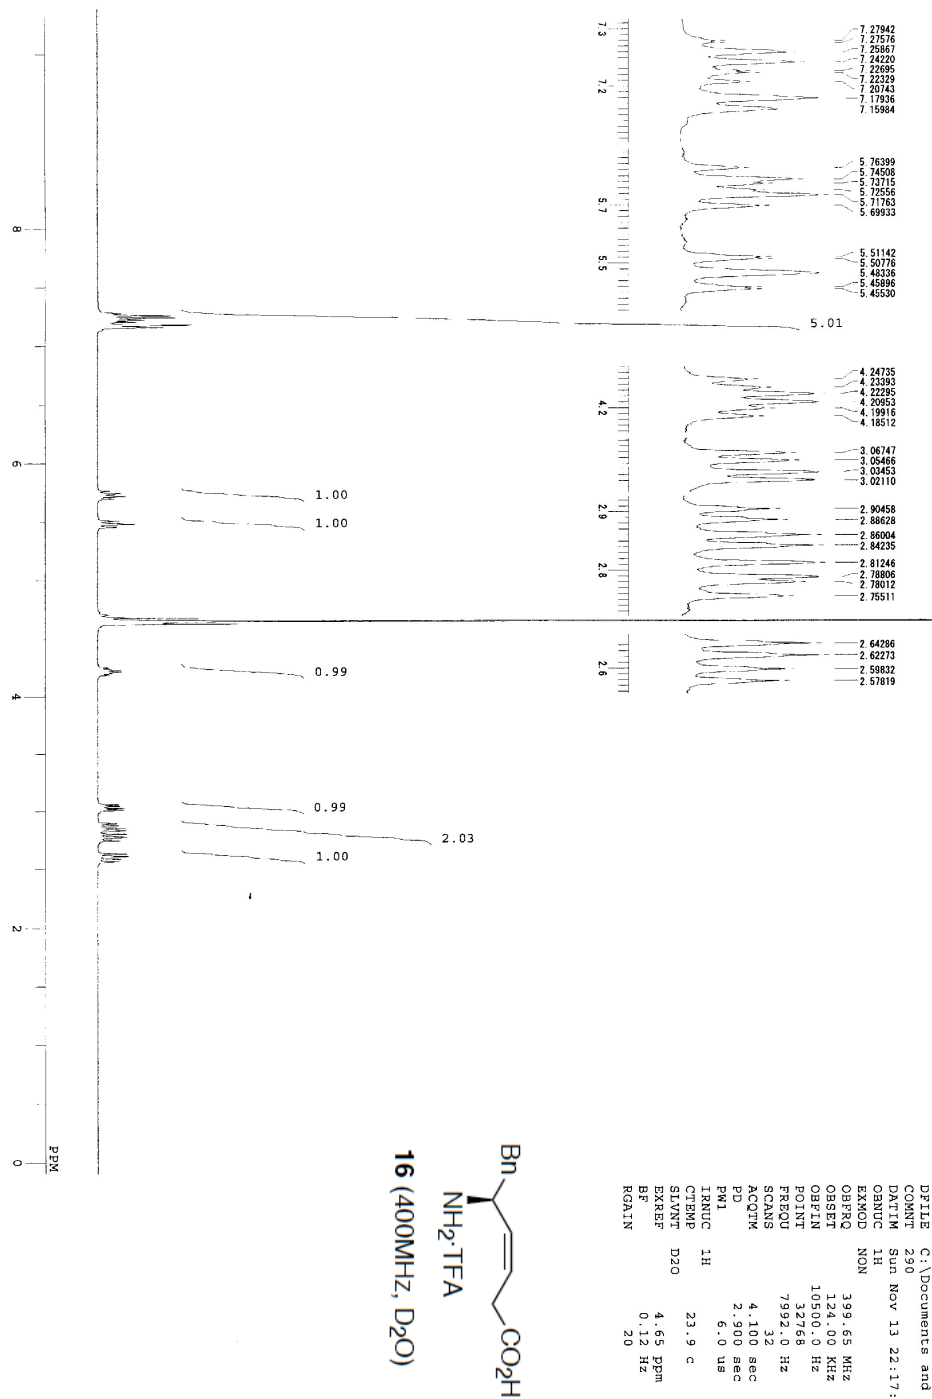 7.27942
7.27576
7.25867
7.24220
7.22695
7.22329
7.20743
7.17936
7.15984
5.76399
5.74508
5.73715
5.72556
5.71763
5.69933
5.51142
5.50776
5.48336
5.45896
5.45530
4.24735
4.23393
4.22295
4.20953
4.19916
4.18512
3.06747
3.05466
3.03453
3.02110
2.90458
2.88628
2.86004
2.84235
2.81246
2.78806
2.78012
2.75511
2.64286
2.62273
2.59832
2.57819
7.3
7.2
5.7
5.5
4.2
2.9
2.8
2.6
5.01
1.00
1.00
0.99
0.99
2.03
1.00
8
6
4
2
0
PPM
DFILE C:\Documents and
COMNT 290
DATIM Sun Nov 13 22:17:
OBNUC 1H
EXMOD NON
OBFRQ 399.65 MHz
OBSET 124.00 KHz
OBFIN 10500.0 Hz
POINT 32768
FREQU 7992.0 Hz
SCANS 32
ACQTM 4.100 sec
PD 2.900 sec
PW1 6.0 us
IRNUC 1H
CTEMP 23.9 c
SLVNT D2O
EXREF 4.65 ppm
BF 0.12 Hz
RGAIN 20
Bn
CO2H
NH2·TFA
16 (400MHz, D2O)